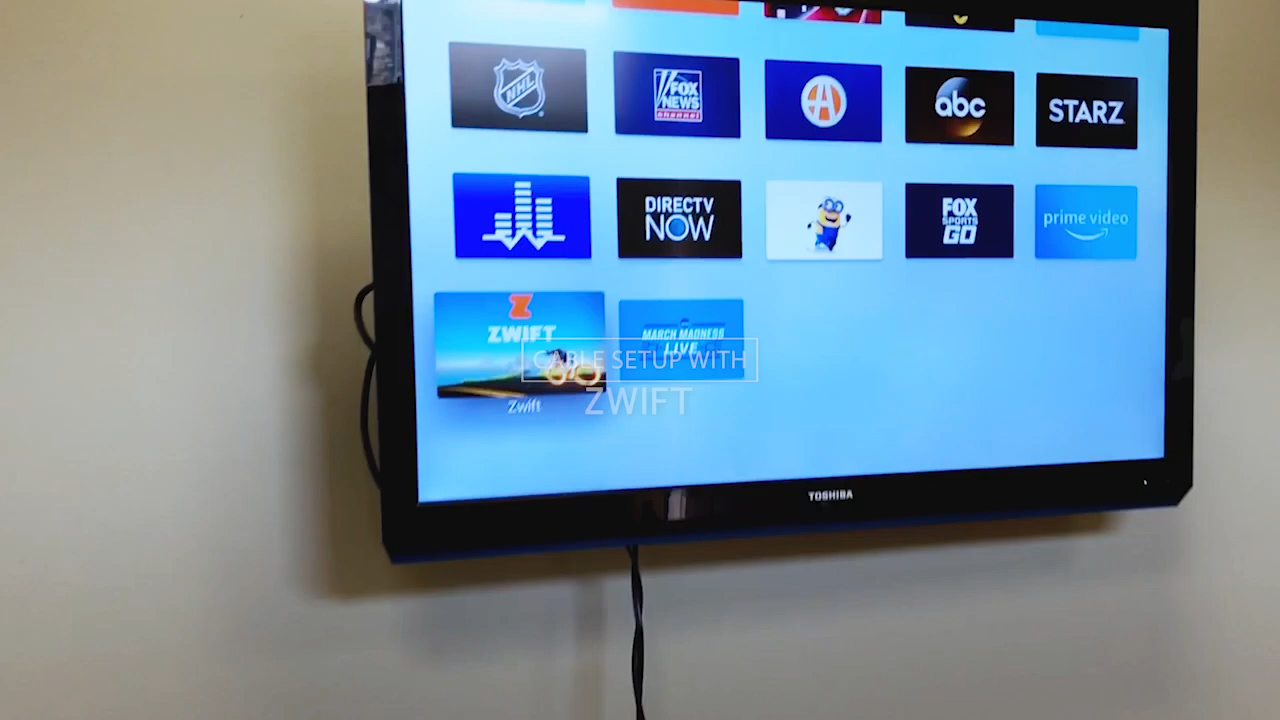 NHL
FOX
NEWS
channel
A
abc
STARZ
DIRECTV
NOW
FOX
SPORTS
GO
prime video
Z
ZWIFT
MARCH MADNESS
LIVE
CABLE SETUP WITH
ZWIFT
Zwift
TOSHIBA